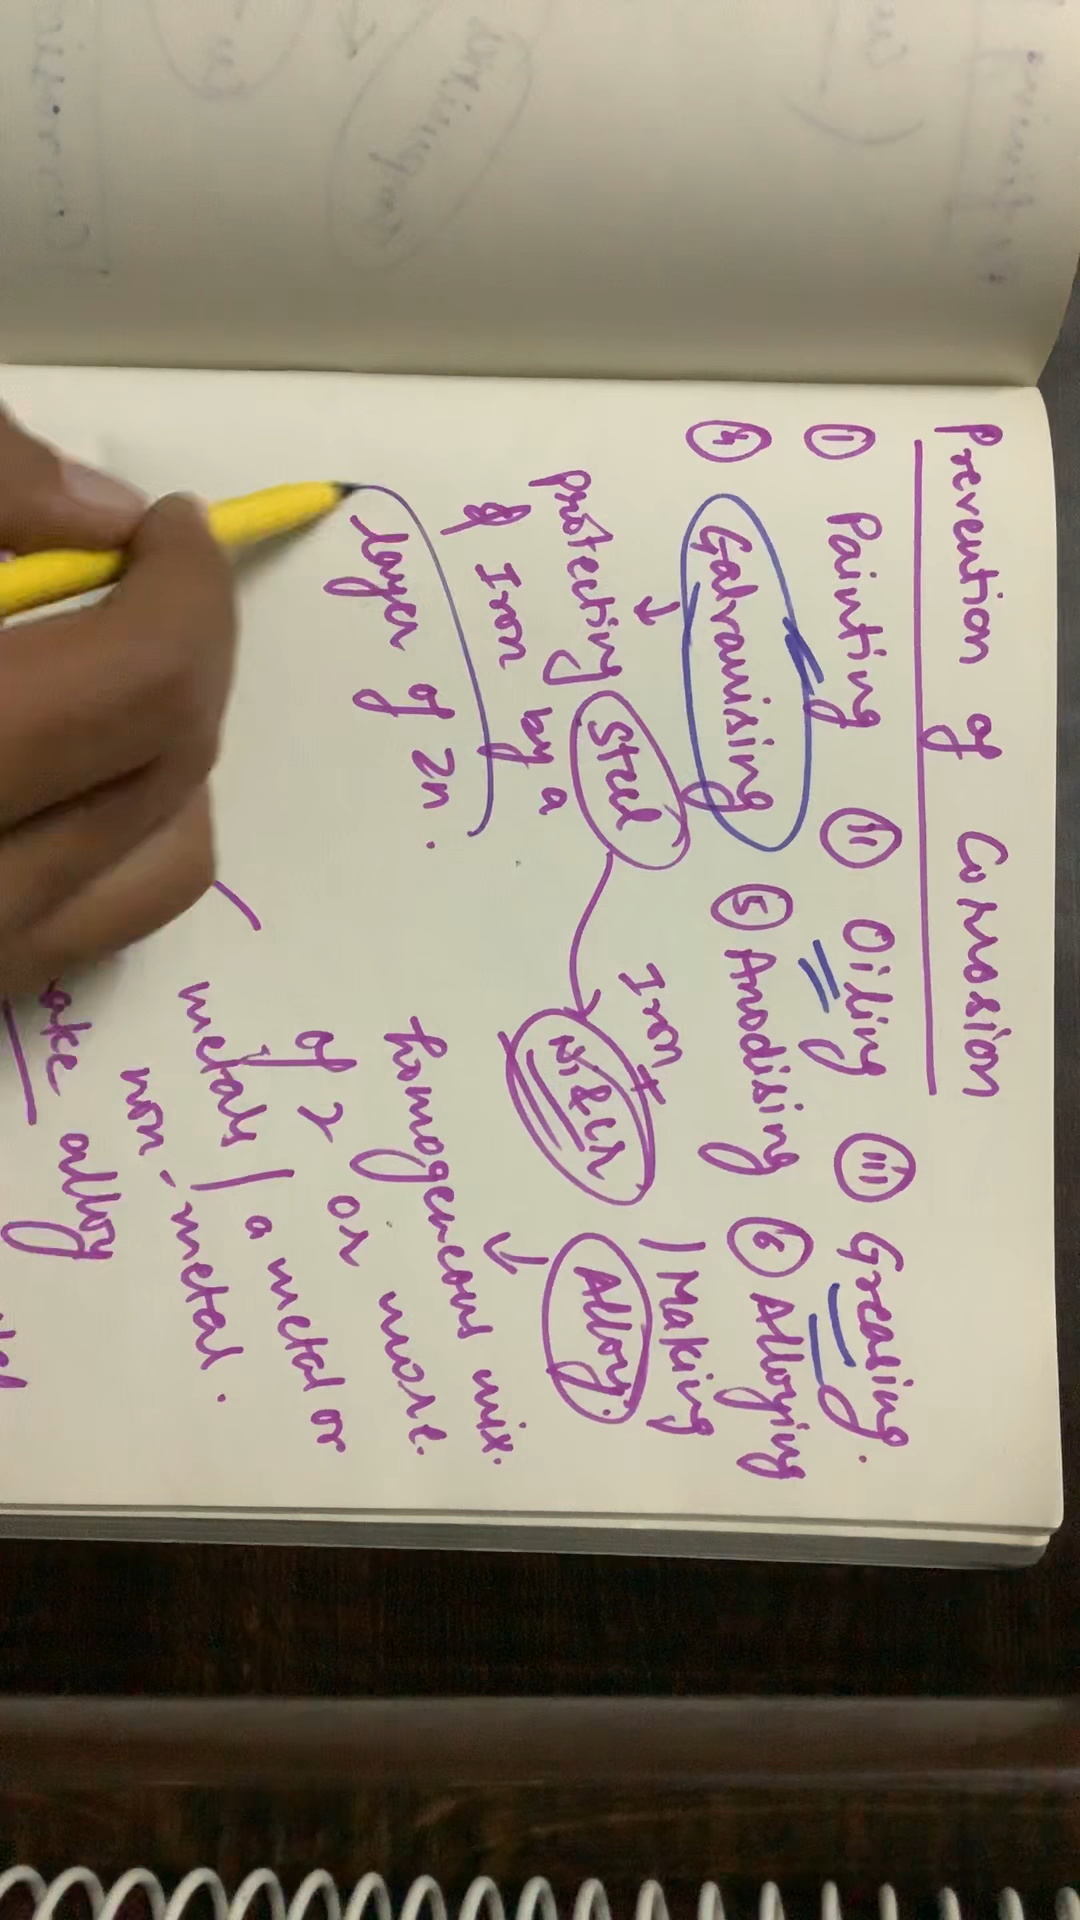 Prevention of Corrosion
① Painting ⑪ Oiling ⑪⑪ Greasing.
④ Galvanising ⑤ Anodising ⑥ Alloying
↓
protecting Steel
& Iron by a
layer of Zn.
Iron +
Ni & Cr
/ Making
Alloy.
↓
homogeneous mix.
of 2 or more
metals / a metal or
non-metal.
alloy